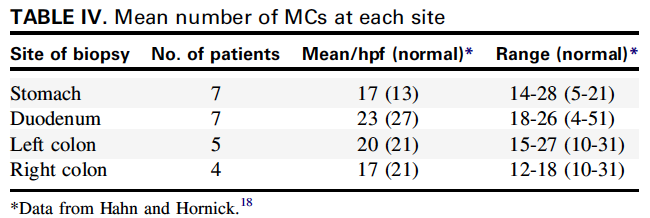 TABLE IV. Mean number of MCs at each site
Site of biopsy No. of patients Mean/hpf (normal)* Range (normal)*
Stomach 7 17 (13) 14-28 (5-21)
Duodenum 7 23 (27) 18-26 (4-51)
Left colon 5 20 (21) 15-27 (10-31)
Right colon 4 17 (21) 12-18 (10-31)
*Data from Hahn and Hornick.18